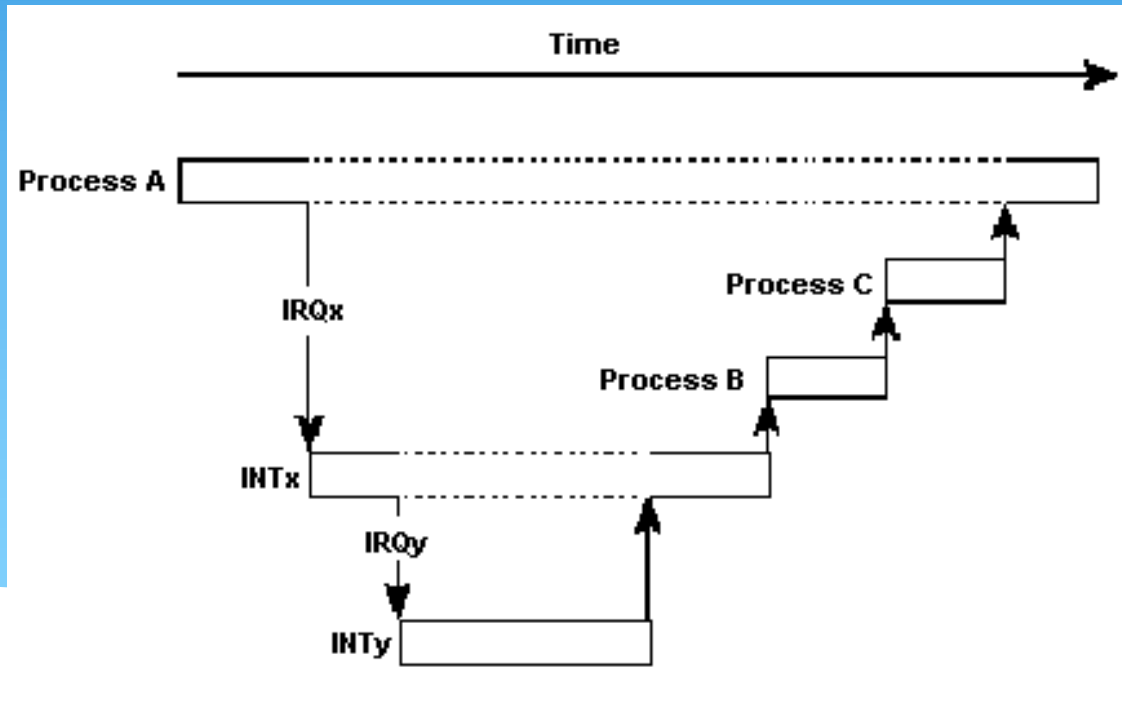 Time
Process A
Process C
IRQx
Process B
INTx
IRQy
INTy